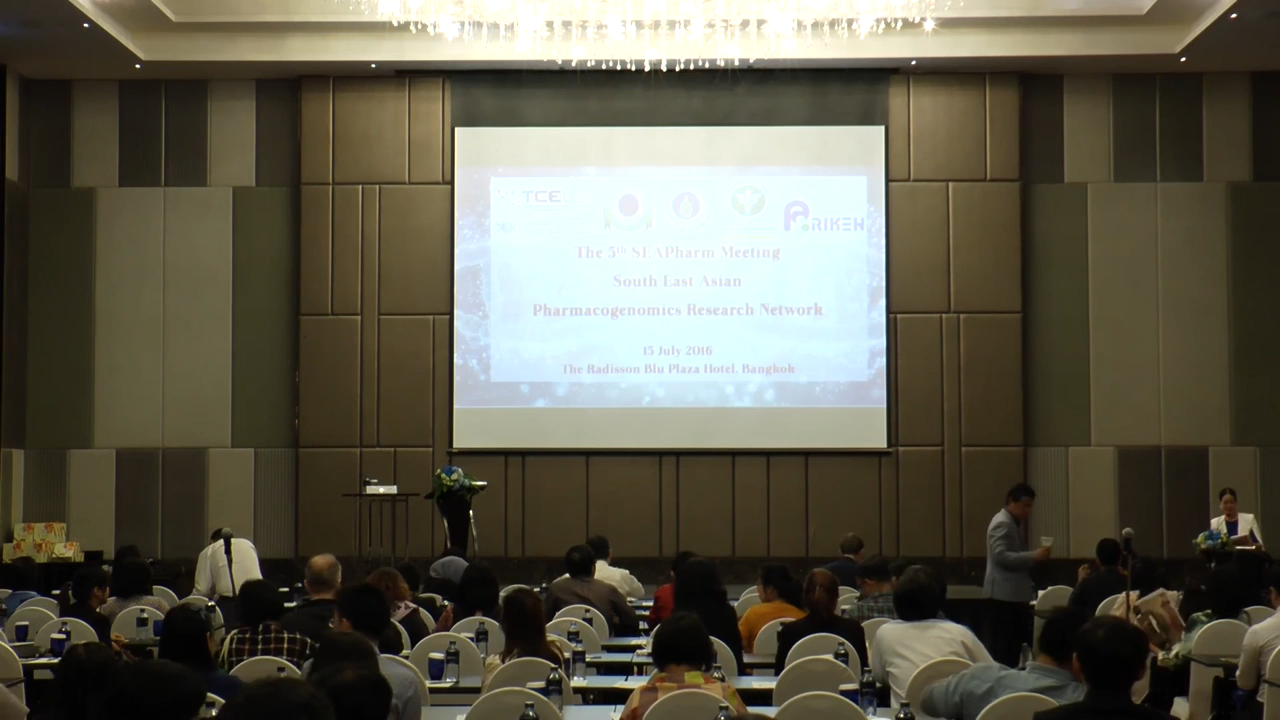 TCELS
RIKEN
The 5th SEAPharm Meeting
South East Asian
Pharmacogenomics Research Network
15 July 2016
The Radisson Blu Plaza Hotel, Bangkok